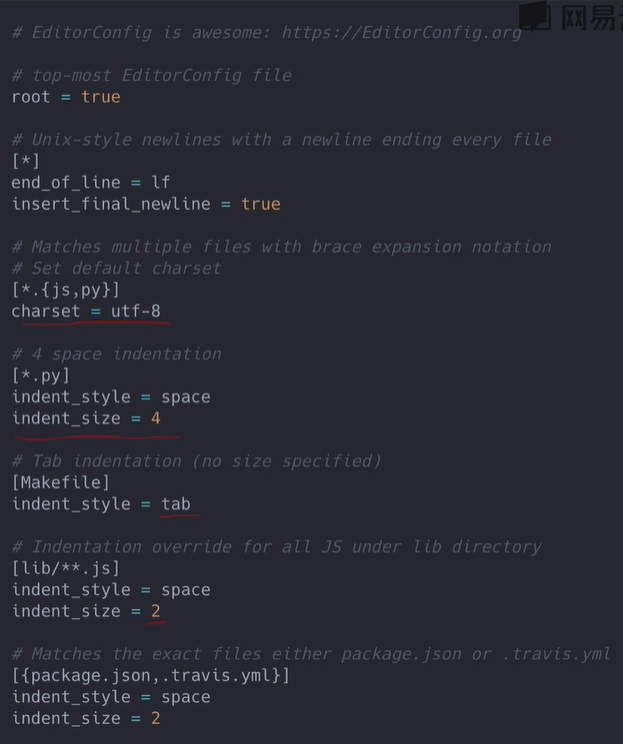 网易
# EditorConfig is awesome: https://EditorConfig.org
# top-most EditorConfig file
root = true
# Unix-style newlines with a newline ending every file
[*]
end_of_line = lf
insert_final_newline = true
# Matches multiple files with brace expansion notation
# Set default charset
[*.{js,py}]
charset = utf-8
# 4 space indentation
[*.py]
indent_style = space
indent_size = 4
# Tab indentation (no size specified)
[Makefile]
indent_style = tab
# Indentation override for all JS under lib directory
[lib/**.js]
indent_style = space
indent_size = 2
# Matches the exact files either package.json or .travis.yml
[{package.json,.travis.yml}]
indent_style = space
indent_size = 2